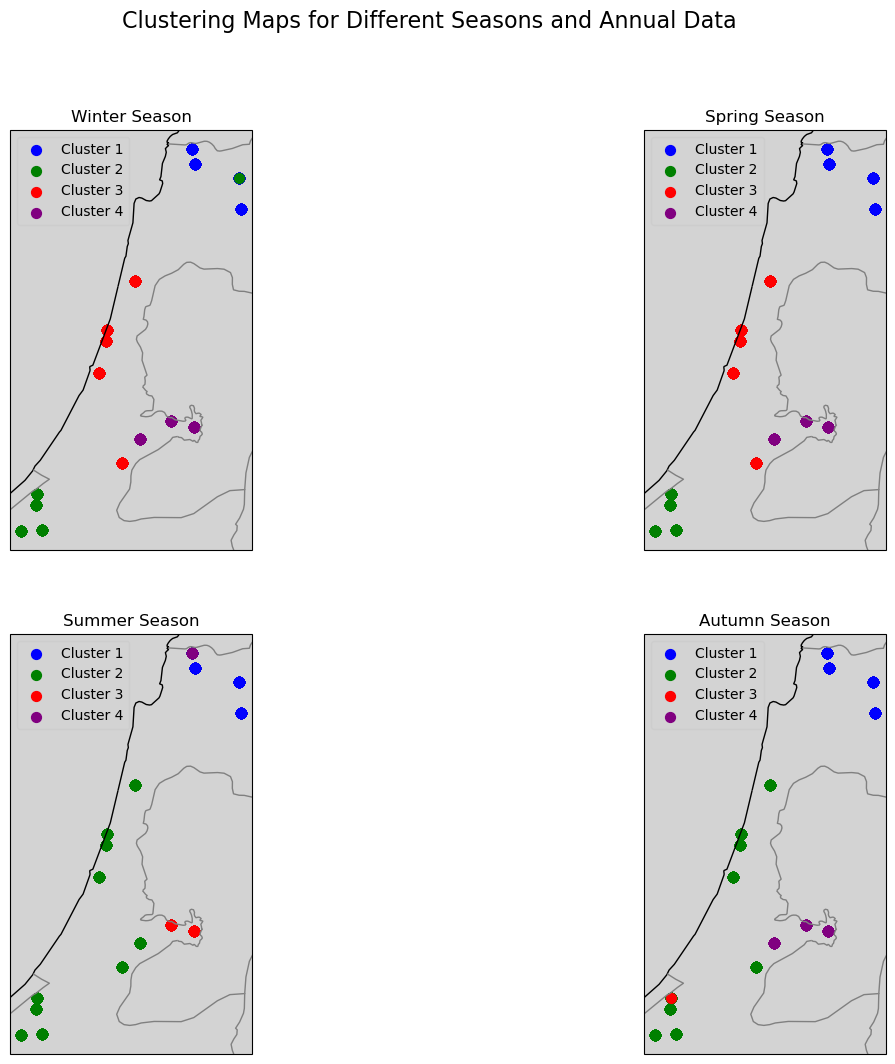 Clustering Maps for Different Seasons and Annual Data
Winter Season
Cluster 1
Cluster 2
Cluster 3
Cluster 4
Spring Season
Cluster 1
Cluster 2
Cluster 3
Cluster 4
Summer Season
Cluster 1
Cluster 2
Cluster 3
Cluster 4
Autumn Season
Cluster 1
Cluster 2
Cluster 3
Cluster 4